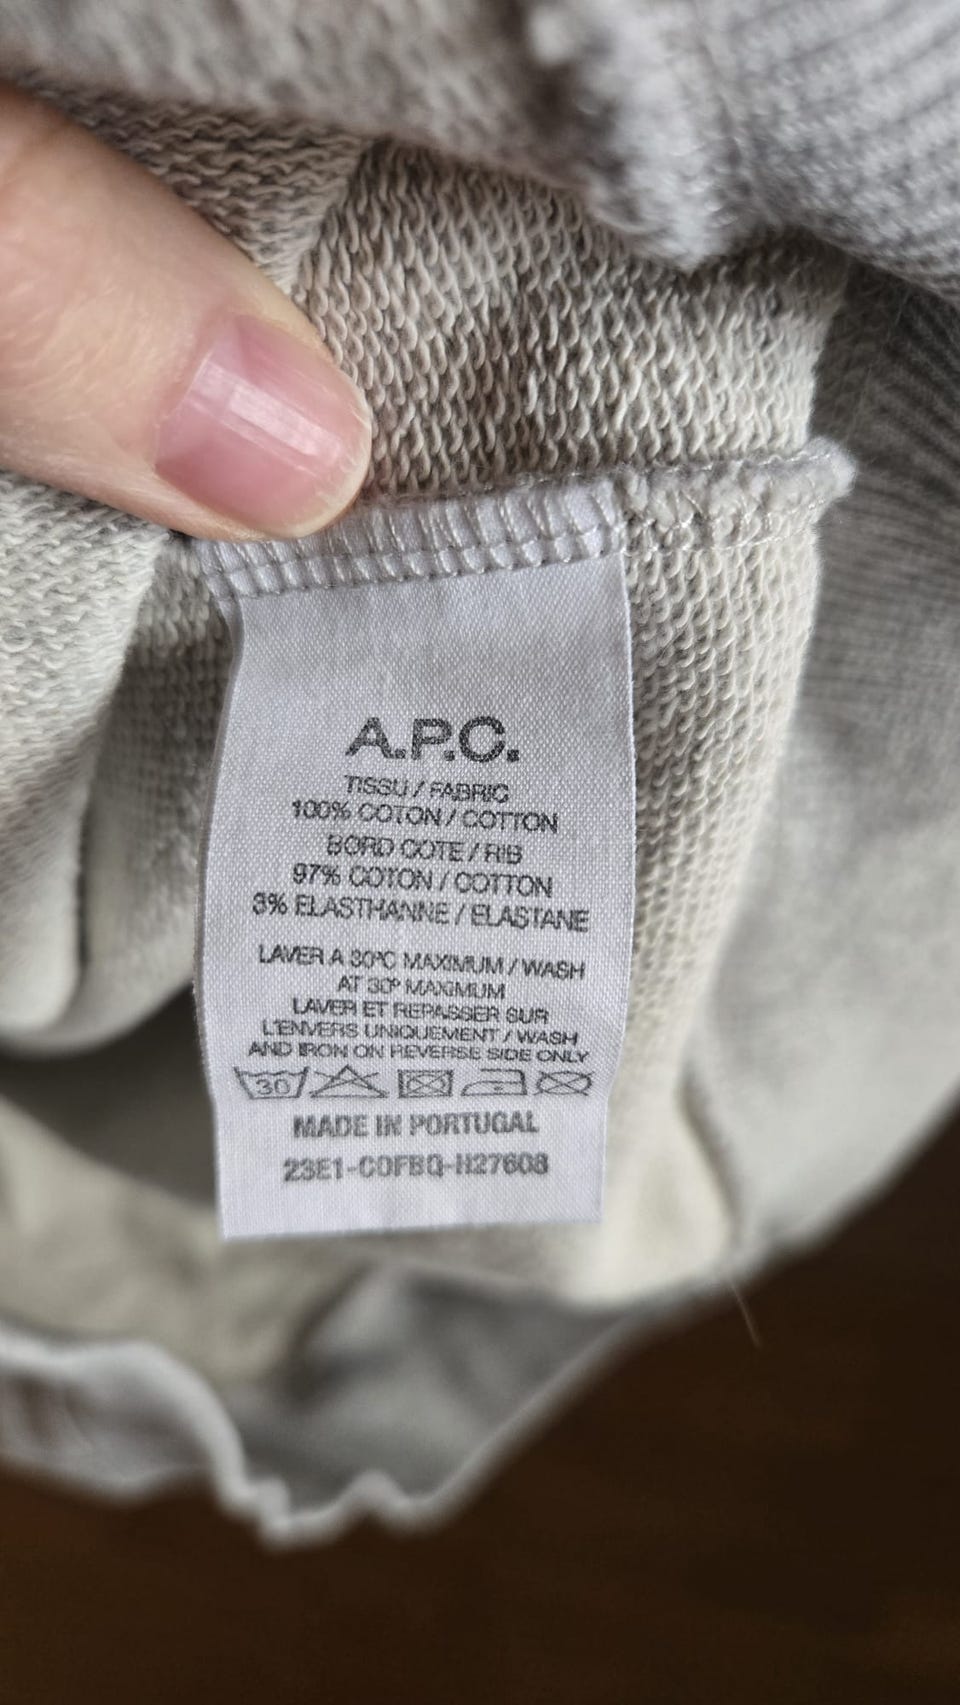 A.P.C.
TISSU / FABRIC
100% COTON / COTTON
BORD COTE / RIB
97% COTON / COTTON
3% ELASTHANNE / ELASTANE
LAVER A 30°C MAXIMUM / WASH
AT 30° MAXIMUM
LAVER ET REPASSER SUR
L'ENVERS UNIQUEMENT / WASH
AND IRON ON REVERSE SIDE ONLY
30
MADE IN PORTUGAL
23E1-COFBQ-H27608